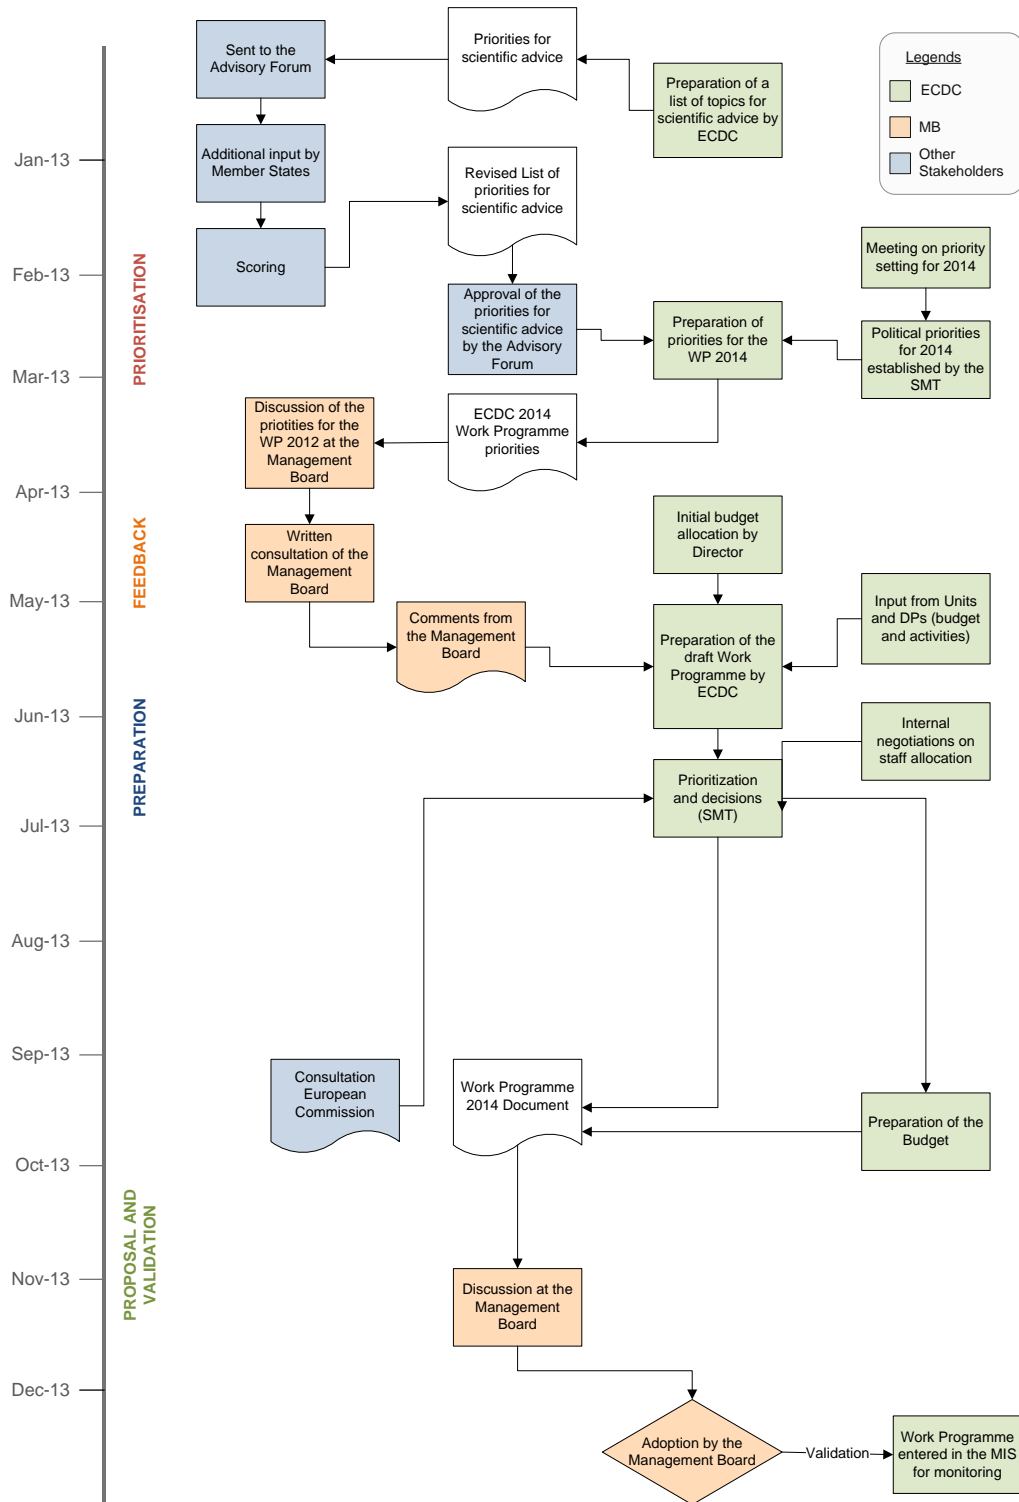 Priorities for
scientific advice
Sent to the
Advisory Forum
Preparation of a
list of topics for
scientific advice by
ECDC
Legends
ECDC
MB
Other
Stakeholders
Jan-13
Additional input by
Member States
Revised List of
priorities for
scientific advice
Scoring
Feb-13
PRIORITISATION
Meeting on priority
setting for 2014
Approval of the
priorities for
scientific advice
by the Advisory
Forum
Preparation of
priorities for the
WP 2014
Political priorities
for 2014
established by the
SMT
Mar-13
Discussion of the
priotities for the
WP 2012 at the
Management
Board
ECDC 2014
Work Programme
priorities
Apr-13
FEEDBACK
Written
consultation of the
Management
Board
Initial budget
allocation by
Director
May-13
Comments from
the Management
Board
Preparation of the
draft Work
Programme by
ECDC
Input from Units
and DPs (budget
and activities)
Jun-13
PREPARATION
Internal
negotiations on
staff allocation
Prioritization
and decisions
(SMT)
Jul-13
Aug-13
Sep-13
Consultation
European
Commission
Work Programme
2014 Document
Preparation of the
Budget
Oct-13
PROPOSAL AND
VALIDATION
Nov-13
Discussion at the
Management
Board
Dec-13
Adoption by the
Management Board
Validation
Work Programme
entered in the MIS
for monitoring